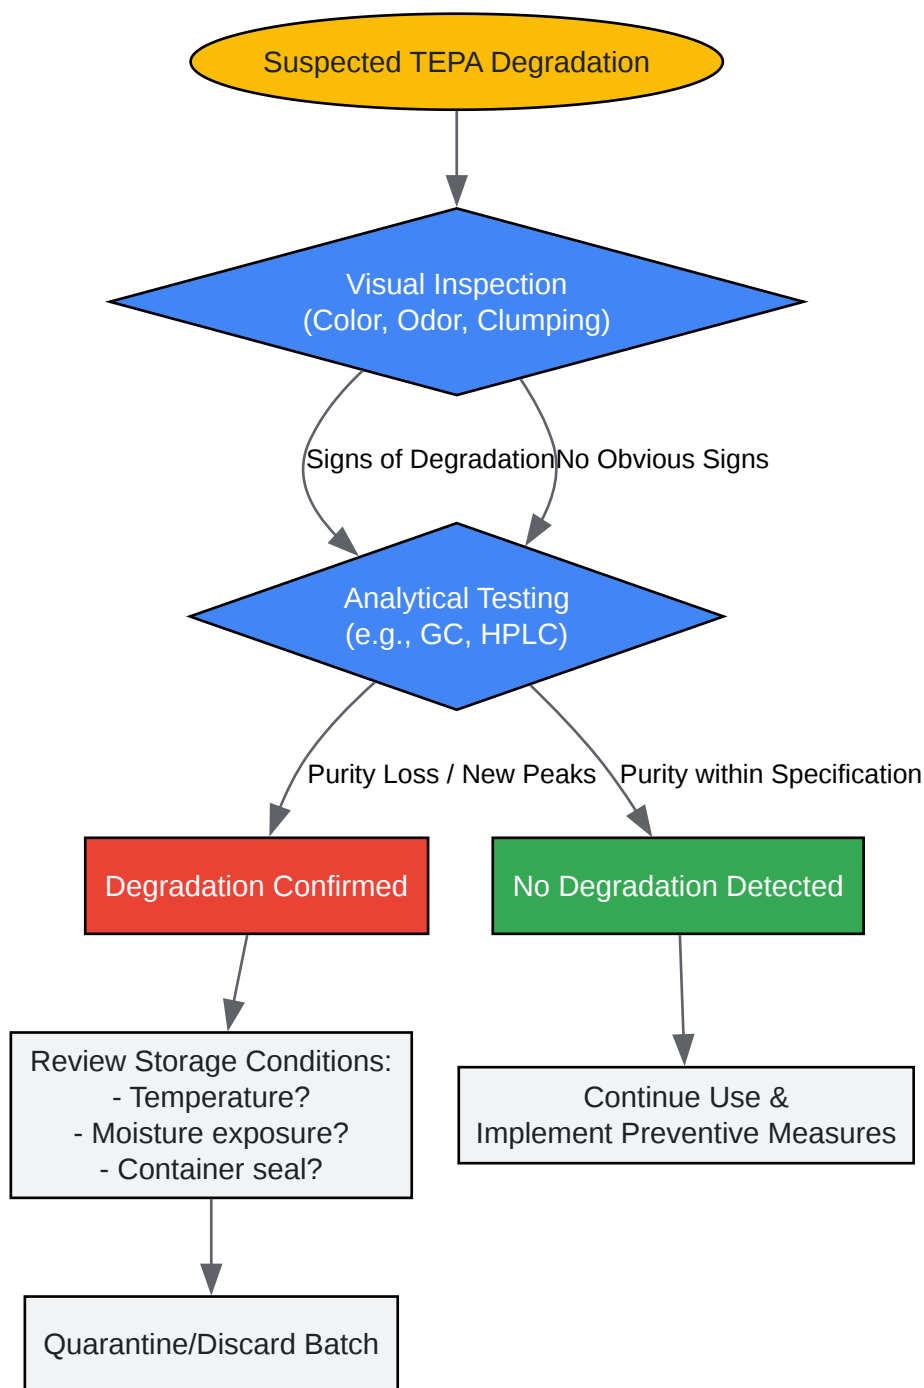 Suspected TEPA Degradation
Visual Inspection
(Color, Odor, Clumping)
Signs of Degradation
No Obvious Signs
Analytical Testing
(e.g., GC, HPLC)
Purity Loss / New Peaks
Purity within Specification
Degradation Confirmed
No Degradation Detected
Review Storage Conditions:
- Temperature?
- Moisture exposure?
- Container seal?
Continue Use &
Implement Preventive Measures
Quarantine/Discard Batch